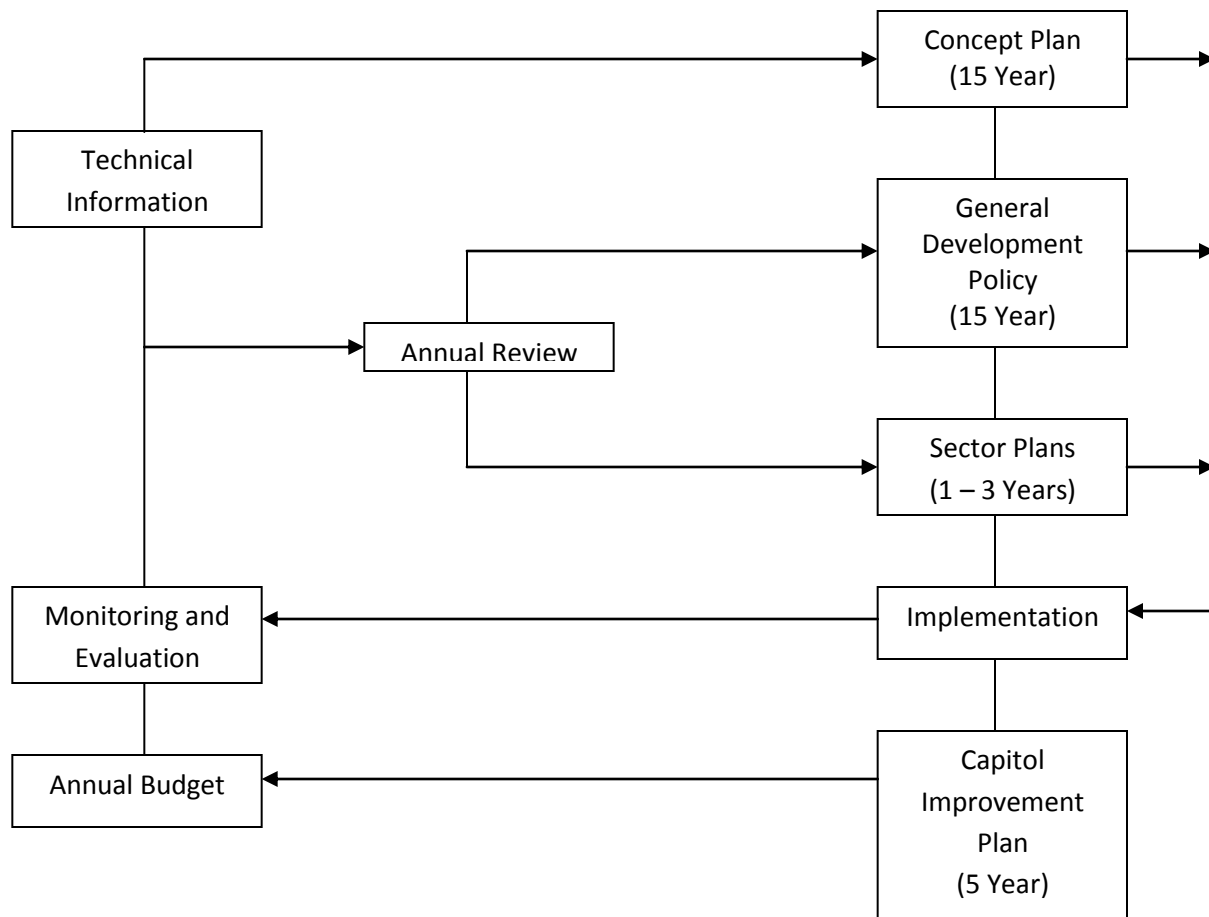 Concept Plan
(15 Year)
Technical
Information
General
Development
Policy
(15 Year)
Annual Review
Sector Plans
(1 – 3 Years)
Monitoring and
Evaluation
Implementation
Annual Budget
Capitol
Improvement
Plan
(5 Year)